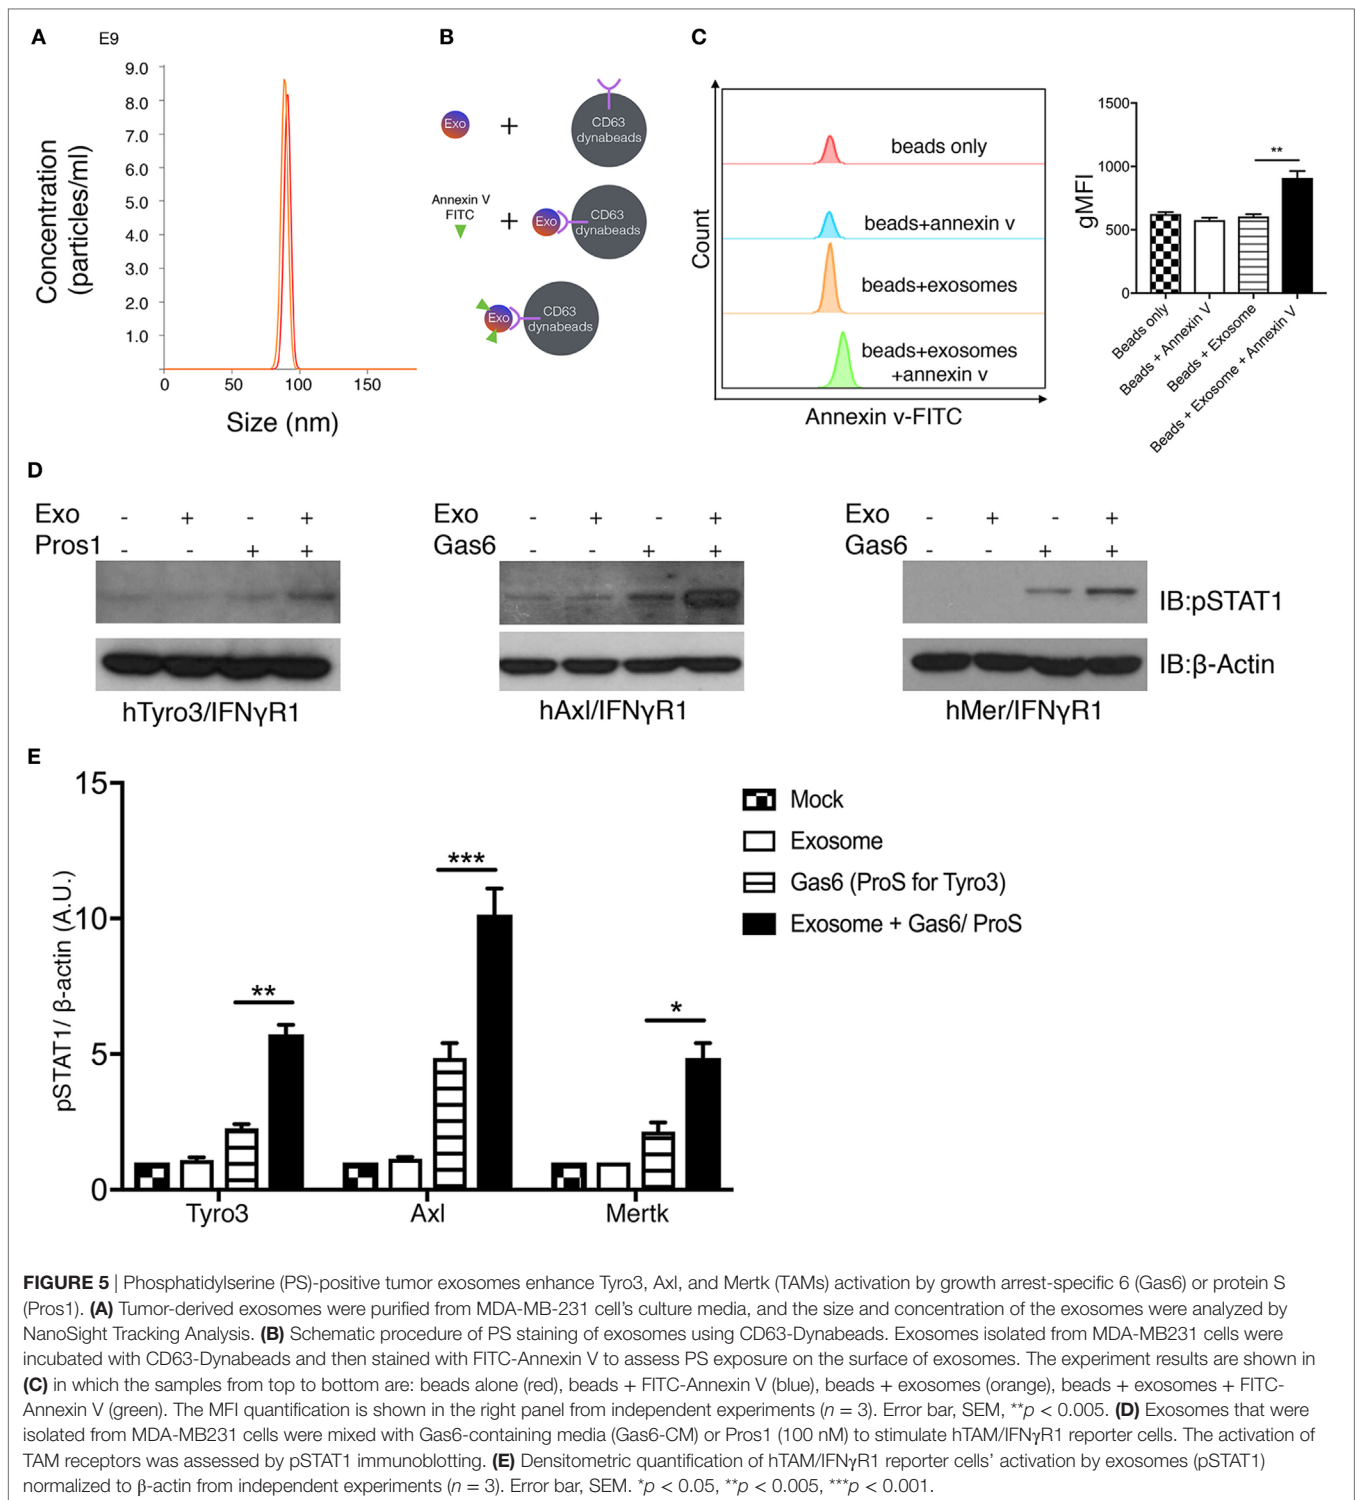 A
E9
9.0
8.0
7.0
6.0
5.0
4.0
3.0
2.0
1.0
0
50
100
150
Concentration
(particles/ml)
Size (nm)
B
Exo
+
CD63
dynabeads
Annexin V
FITC
+
Exo
CD63
dynabeads
Exo
CD63
dynabeads
C
Count
beads only
beads+annexin v
beads+exosomes
beads+exosomes
+annexin v
Annexin v-FITC
gMFI
1500
1000
500
0
**
Beads only
Beads + Annexin V
Beads + Exosome
Beads + Exosome + Annexin V
D
Exo - + - +
Pros1 - - + +
hTyro3/IFNγR1
Exo - + - +
Gas6 - - + +
hAxl/IFNγR1
Exo - + - +
Gas6 - - + +
IB:pSTAT1
IB:β-Actin
hMer/IFNγR1
E
pSTAT1/ β-actin (A.U.)
15
10
5
0
**
***
*
Tyro3
Axl
Mertk
Mock
Exosome
Gas6 (ProS for Tyro3)
Exosome + Gas6/ ProS
FIGURE 5 | Phosphatidylserine (PS)-positive tumor exosomes enhance Tyro3, Axl, and Mertk (TAMs) activation by growth arrest-specific 6 (Gas6) or protein S
(Pros1). (A) Tumor-derived exosomes were purified from MDA-MB-231 cell's culture media, and the size and concentration of the exosomes were analyzed by
NanoSight Tracking Analysis. (B) Schematic procedure of PS staining of exosomes using CD63-Dynabeads. Exosomes isolated from MDA-MB231 cells were
incubated with CD63-Dynabeads and then stained with FITC-Annexin V to assess PS exposure on the surface of exosomes. The experiment results are shown in
(C) in which the samples from top to bottom are: beads alone (red), beads + FITC-Annexin V (blue), beads + exosomes (orange), beads + exosomes + FITC-
Annexin V (green). The MFI quantification is shown in the right panel from independent experiments (n = 3). Error bar, SEM, **p < 0.005. (D) Exosomes that were
isolated from MDA-MB231 cells were mixed with Gas6-containing media (Gas6-CM) or Pros1 (100 nM) to stimulate hTAM/IFNγR1 reporter cells. The activation of
TAM receptors was assessed by pSTAT1 immunoblotting. (E) Densitometric quantification of hTAM/IFNγR1 reporter cells' activation by exosomes (pSTAT1)
normalized to β-actin from independent experiments (n = 3). Error bar, SEM. *p < 0.05, **p < 0.005, ***p < 0.001.